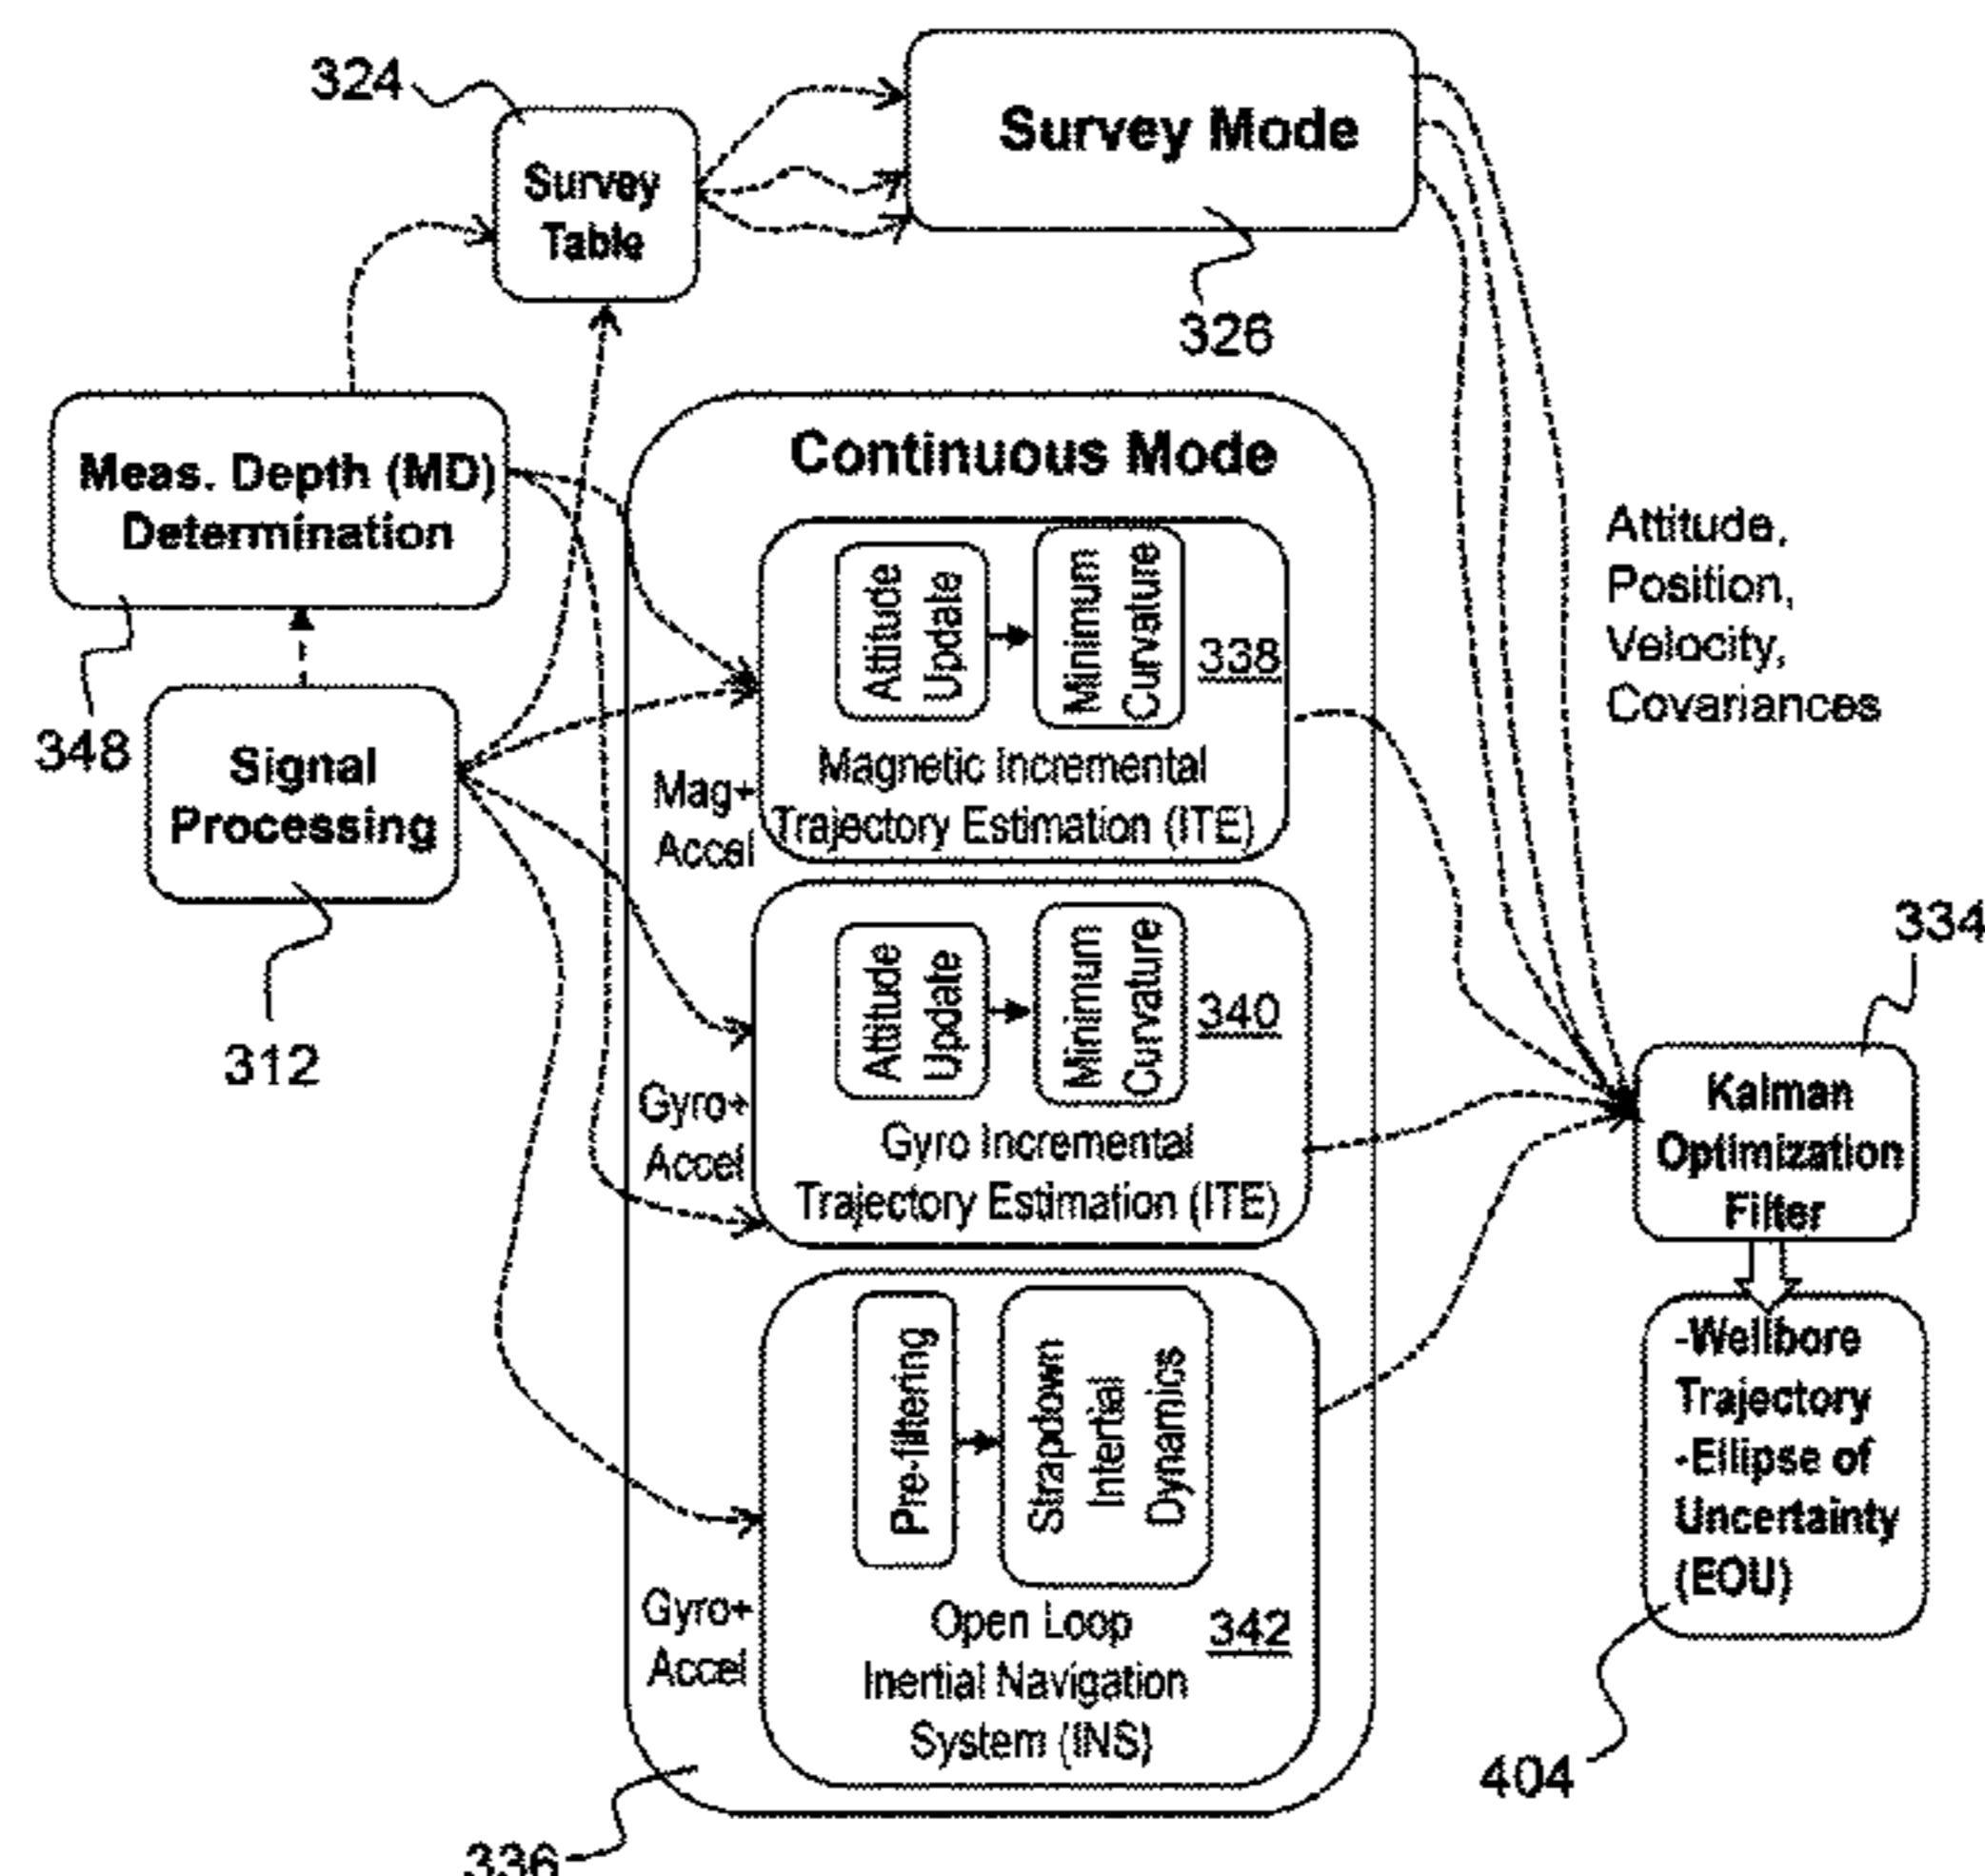 324
Survey
Table
Survey Mode
326
Meas. Depth (MD)
Determination
348
Signal
Processing
312
Continuous Mode
Attitude
Update
Minimum
Curvature
338
Magnetic Incremental
Trajectory Estimation (ITE)
Mag+
Accel
Attitude
Update
Minimum
Curvature
340
Gyro Incremental
Trajectory Estimation (ITE)
Gyro+
Accel
Pre-filtering
Strapdown
Intertial
Dynamics
342
Open Loop
Inertial Navigation
System (INS)
Gyro+
Accel
336
Attitude,
Position,
Velocity,
Covariances
334
Kalman
Optimization
Filter
-Wellbore
Trajectory
-Ellipse of
Uncertainty
(EOU)
404